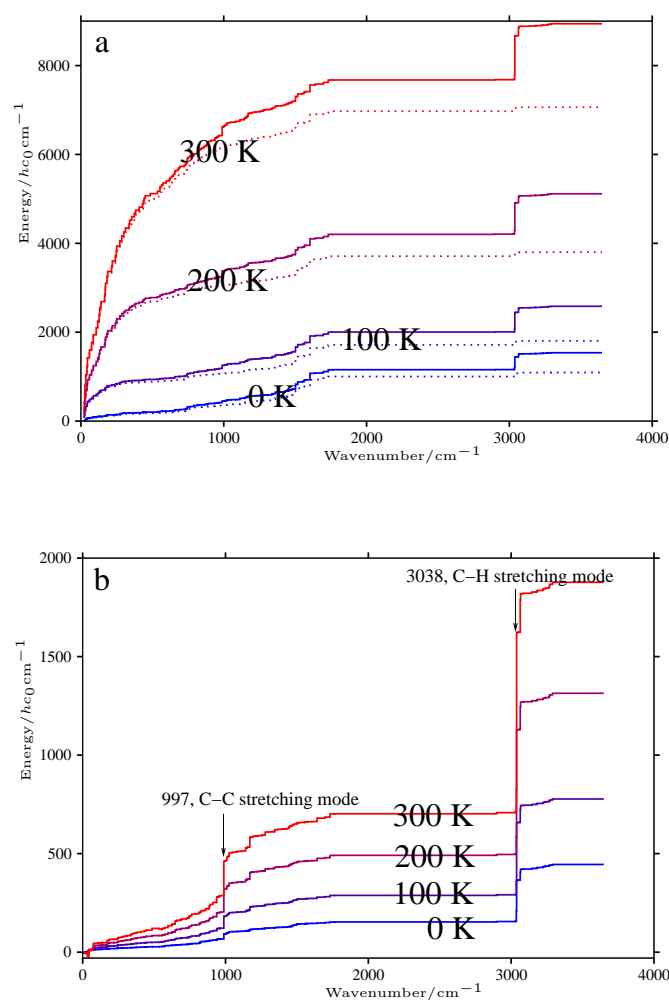 a
8000
6000
4000
2000
0
Energy/hc₀ cm⁻¹
300 K
200 K
100 K
0 K
0 1000 2000 3000 4000
Wavenumber/cm⁻¹
b
2000
1500
1000
500
0
Energy/hc₀ cm⁻¹
3038, C–H stretching mode
997, C–C stretching mode
300 K
200 K
100 K
0 K
0 1000 2000 3000 4000
Wavenumber/cm⁻¹